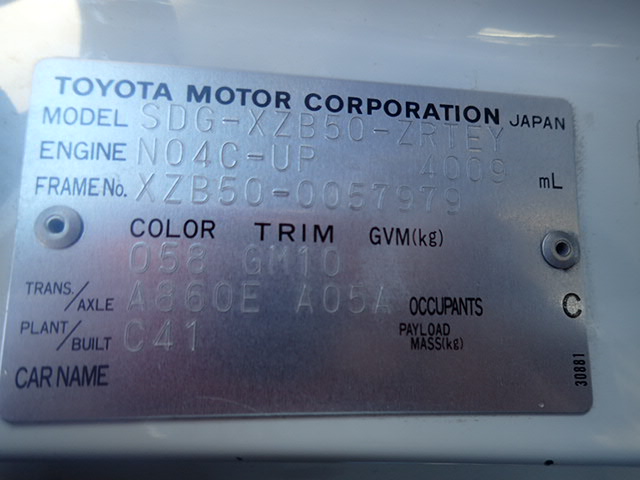 TOYOTA MOTOR CORPORATION JAPAN
MODEL SDG-XZB50-ZRTEY
ENGINE N04C-UP 4009 mL
FRAME No. XZB50-0057979
COLOR TRIM GVM(kg)
058 GM10
TRANS./AXLE A860E A05A OCCUPANTS C
PLANT/BUILT C41 PAYLOAD MASS(kg)
CAR NAME
30881